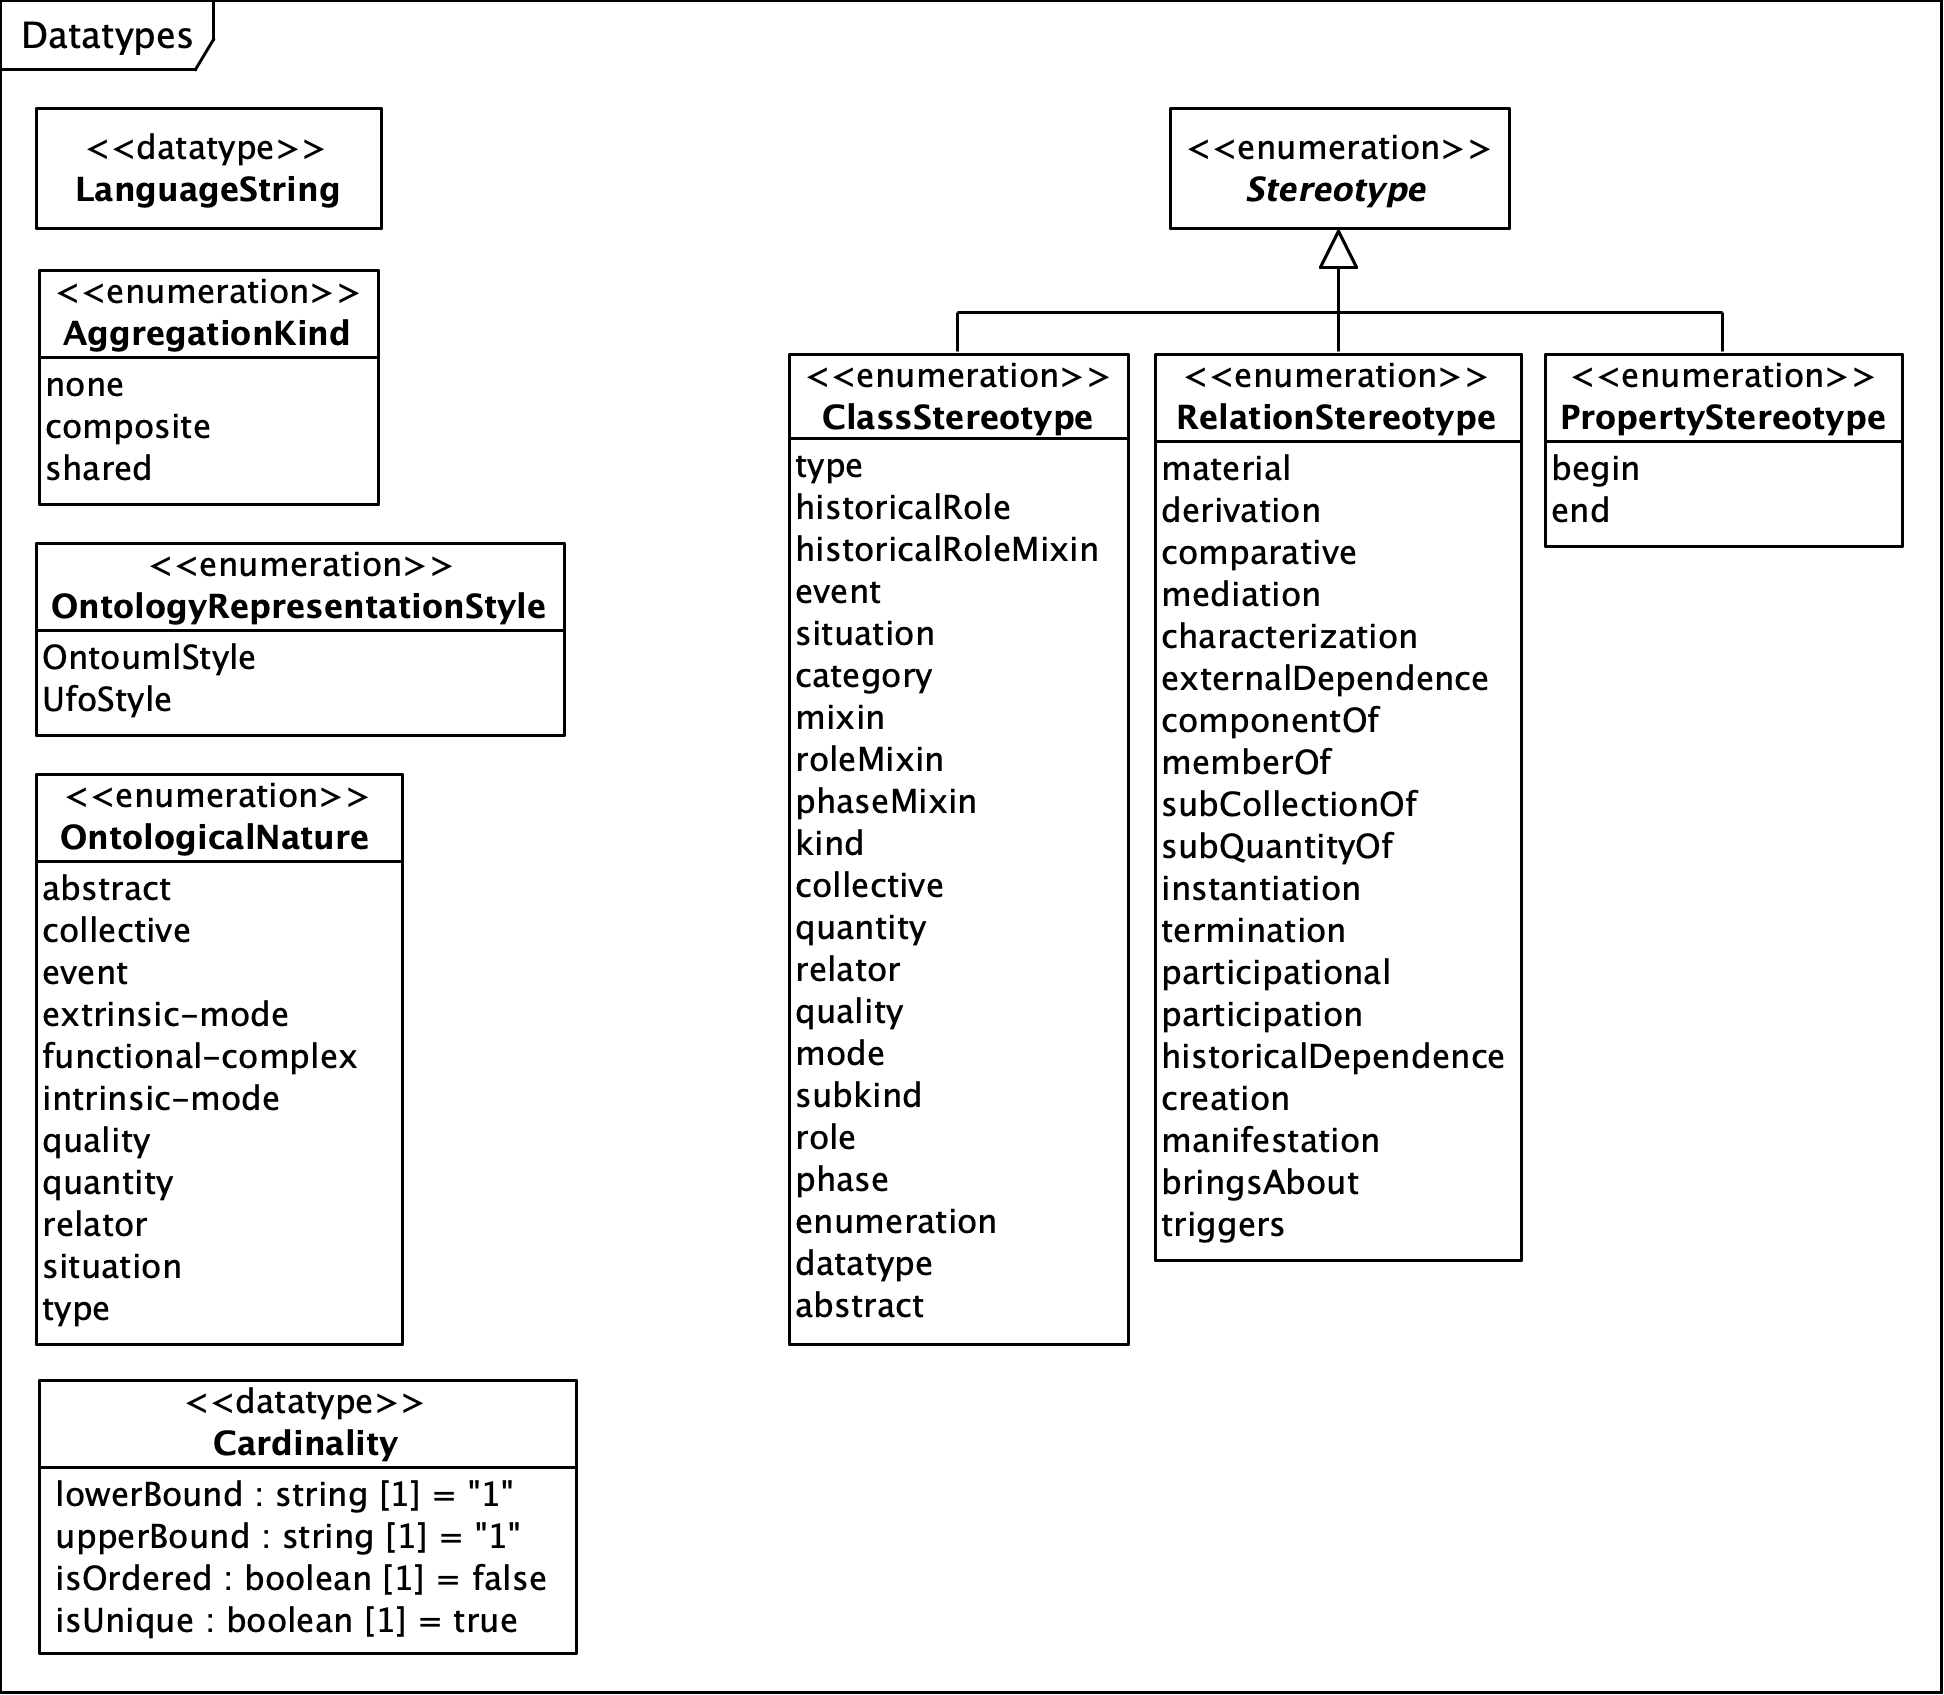 Datatypes
<<datatype>>
LanguageString
<<enumeration>>
AggregationKind
none
composite
shared
<<enumeration>>
OntologyRepresentationStyle
OntoumlStyle
UfoStyle
<<enumeration>>
OntologicalNature
abstract
collective
event
extrinsic-mode
functional-complex
intrinsic-mode
quality
quantity
relator
situation
type
<<datatype>>
Cardinality
lowerBound : string [1] = "1"
upperBound : string [1] = "1"
isOrdered : boolean [1] = false
isUnique : boolean [1] = true
<<enumeration>>
Stereotype
<<enumeration>>
ClassStereotype
type
historicalRole
historicalRoleMixin
event
situation
category
mixin
roleMixin
phaseMixin
kind
collective
quantity
relator
quality
mode
subkind
role
phase
enumeration
datatype
abstract
<<enumeration>>
RelationStereotype
material
derivation
comparative
mediation
characterization
externalDependence
componentOf
memberOf
subCollectionOf
subQuantityOf
instantiation
termination
participational
participation
historicalDependence
creation
manifestation
bringsAbout
triggers
<<enumeration>>
PropertyStereotype
begin
end